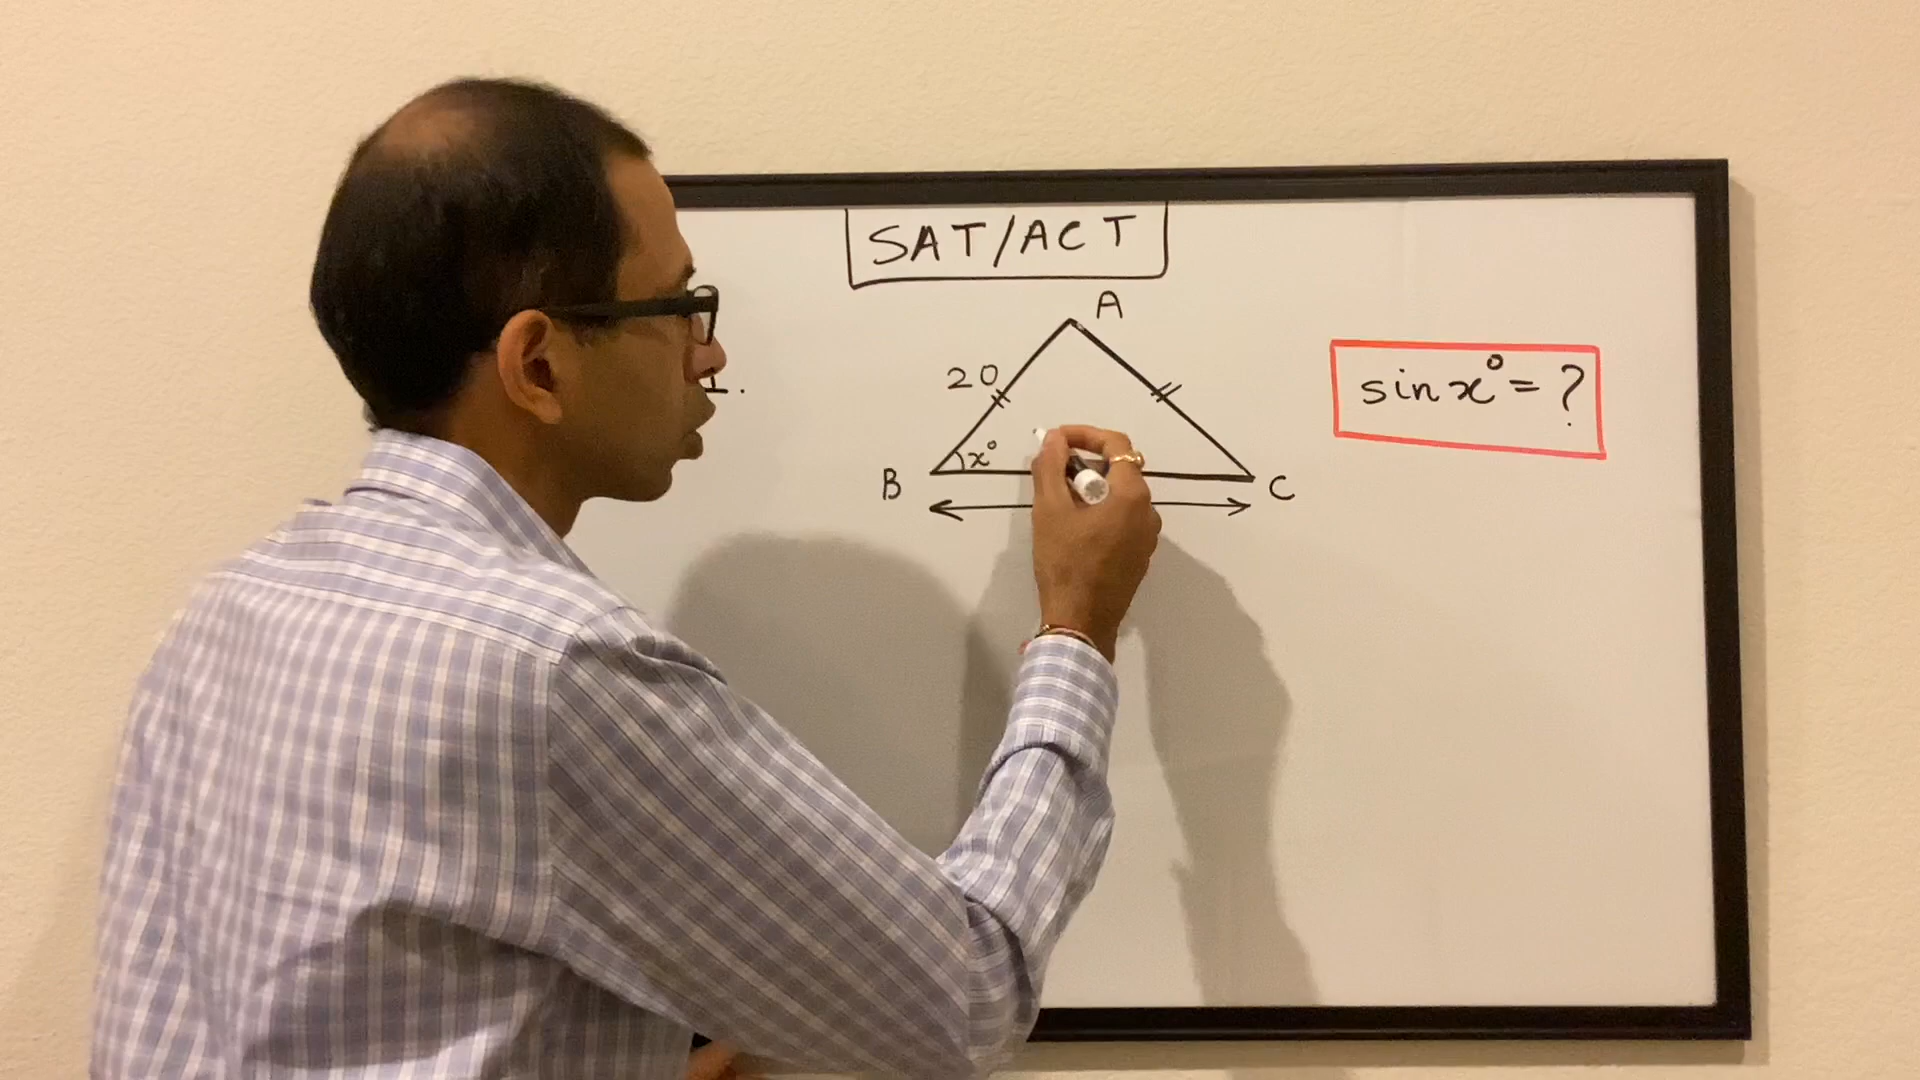 SAT/ACT
1.
A
20
x°
B
C
sin x° = ?